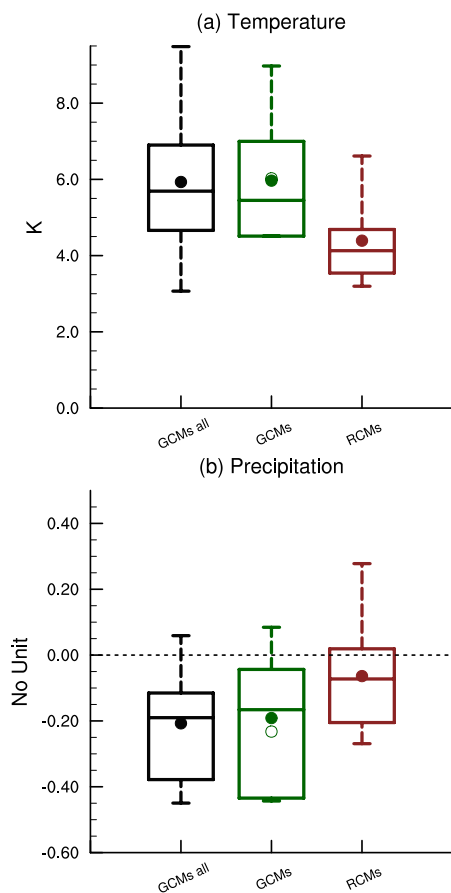 (a) Temperature
K
8.0
6.0
4.0
2.0
0.0
GCMs all
GCMs
RCMs
(b) Precipitation
No Unit
0.40
0.20
0.00
-0.20
-0.40
-0.60
GCMs all
GCMs
RCMs